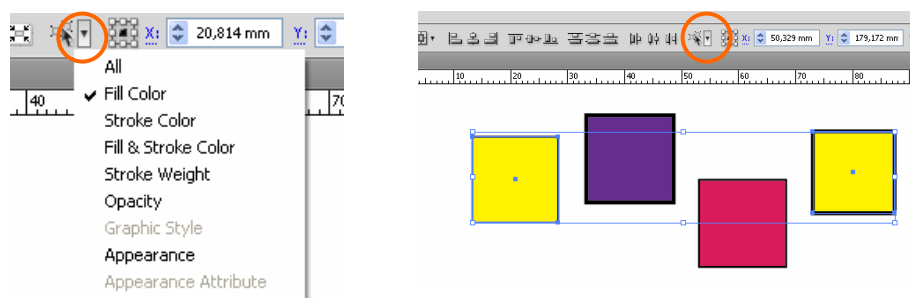 X: 20,814 mm Y:
All
Fill Color
40 70
Stroke Color
Fill & Stroke Color
Stroke Weight
Opacity
Graphic Style
Appearance
Appearance Attribute
X: 50,329 mm Y: 179,172 mm
10 20 30 40 50 60 70 80